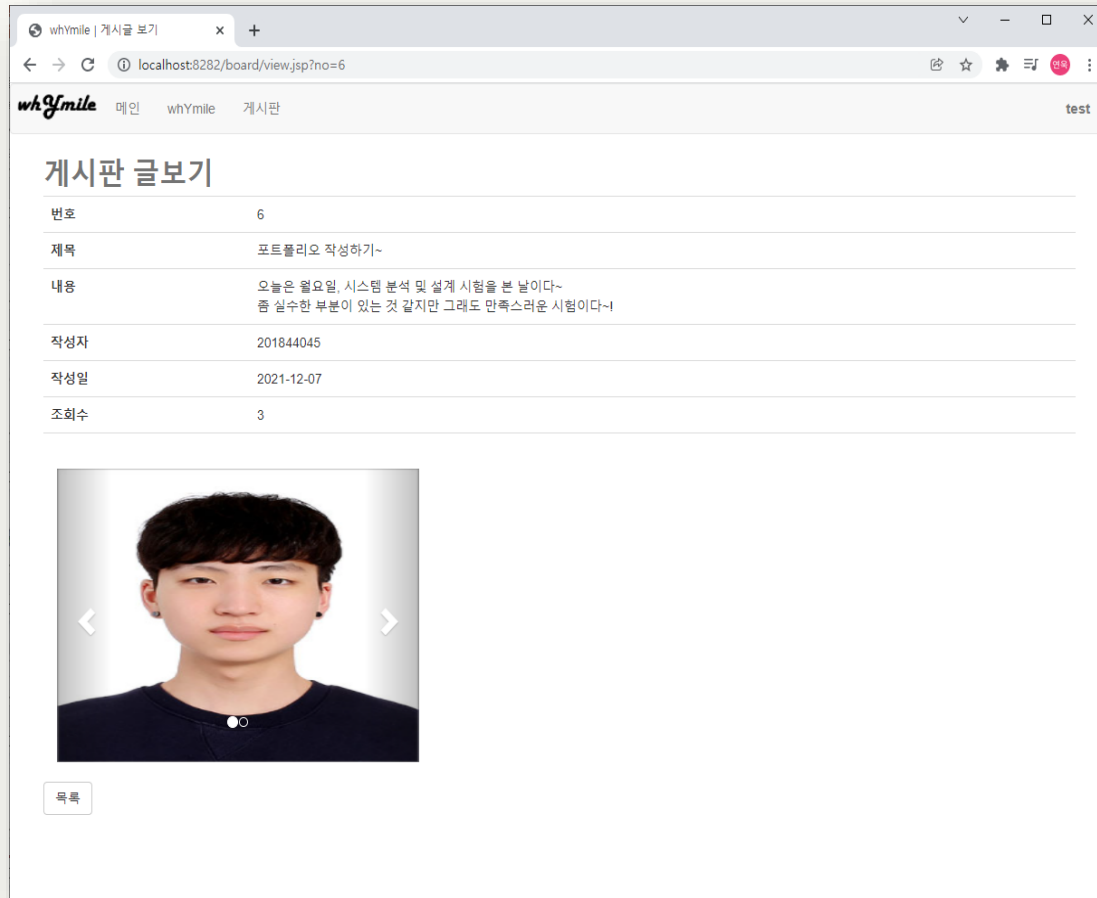 whYmile | 게시글 보기
localhost:8282/board/view.jsp?no=6
연욱
whYmile 메인 whYmile 게시판 test
게시판 글보기
번호 6
제목 포트폴리오 작성하기~
내용 오늘은 월요일, 시스템 분석 및 설계 시험을 본 날이다~
좀 실수한 부분이 있는 것 같지만 그래도 만족스러운 시험이다~!
작성자 201844045
작성일 2021-12-07
조회수 3
목록